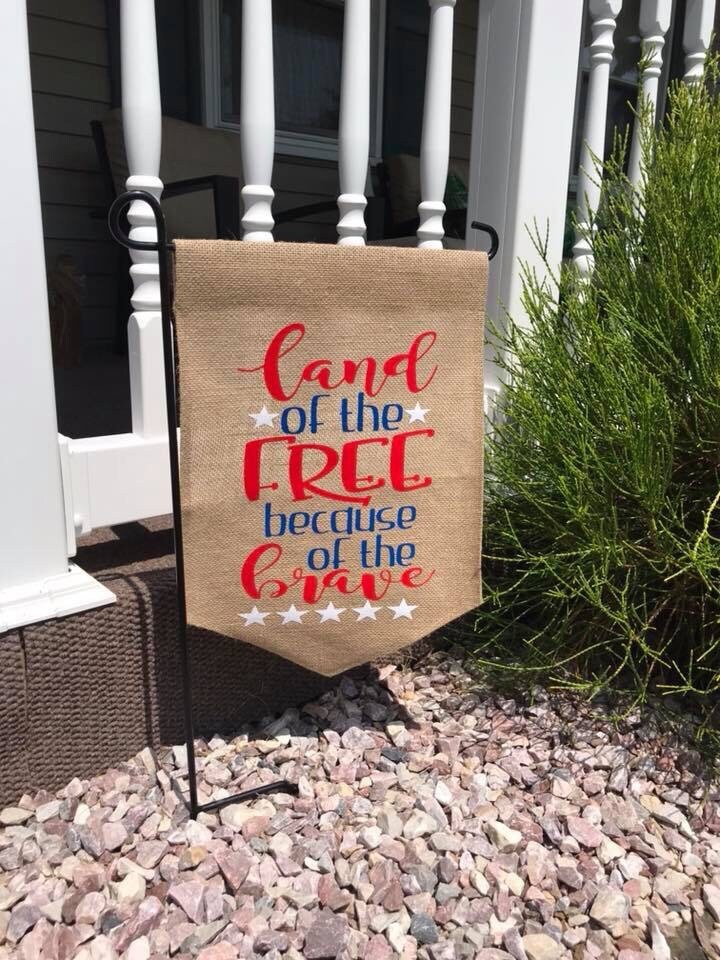 Land
of the
FREE
because
of the
Brave